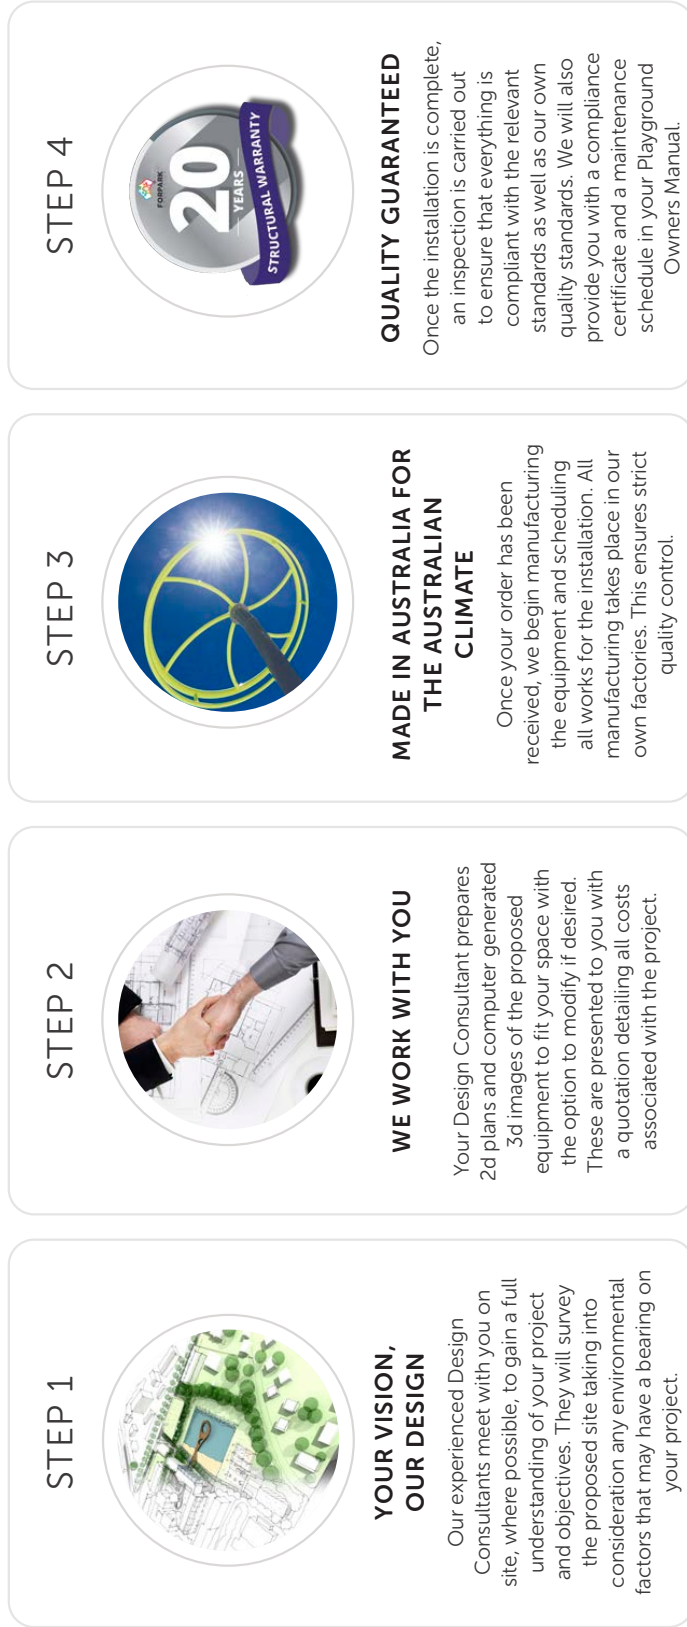 STEP 1
YOUR VISION,
OUR DESIGN
Our experienced Design
Consultants meet with you on
site, where possible, to gain a full
understanding of your project
and objectives. They will survey
the proposed site taking into
consideration any environmental
factors that may have a bearing on
your project.
STEP 2
WE WORK WITH YOU
Your Design Consultant prepares
2d plans and computer generated
3d images of the proposed
equipment to fit your space with
the option to modify if desired.
These are presented to you with
a quotation detailing all costs
associated with the project.
STEP 3
MADE IN AUSTRALIA FOR
THE AUSTRALIAN
CLIMATE
Once your order has been
received, we begin manufacturing
the equipment and scheduling
all works for the installation. All
manufacturing takes place in our
own factories. This ensures strict
quality control.
STEP 4
FORPARK
20
YEARS
STRUCTURAL WARRANTY
QUALITY GUARANTEED
Once the installation is complete,
an inspection is carried out
to ensure that everything is
compliant with the relevant
standards as well as our own
quality standards. We will also
provide you with a compliance
certificate and a maintenance
schedule in your Playground
Owners Manual.